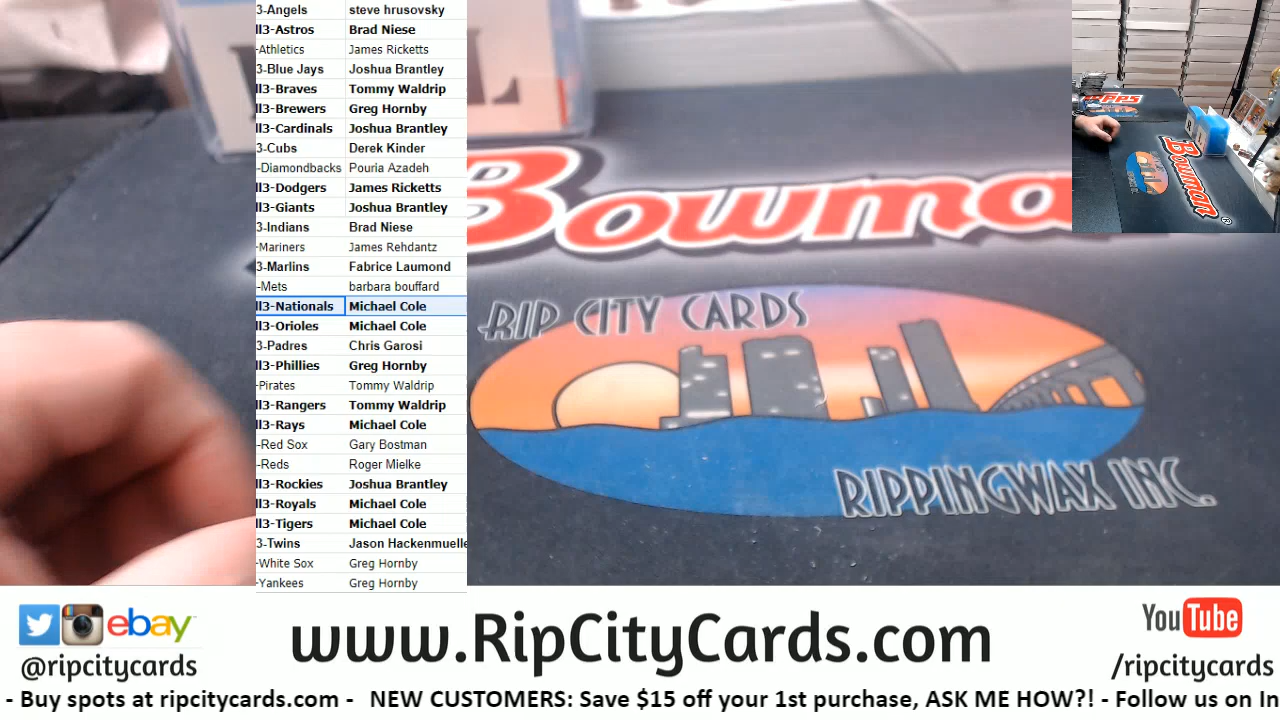 3-Angels steve hrusovsky
ll3-Astros Brad Niese
-Athletics James Ricketts
3-Blue Jays Joshua Brantley
ll3-Braves Tommy Waldrip
ll3-Brewers Greg Hornby
ll3-Cardinals Joshua Brantley
3-Cubs Derek Kinder
-Diamondbacks Pouria Azadeh
ll3-Dodgers James Ricketts
ll3-Giants Joshua Brantley
3-Indians Brad Niese
-Mariners James Rehdantz
3-Marlins Fabrice Laumond
-Mets barbara bouffard
ll3-Nationals Michael Cole
ll3-Orioles Michael Cole
3-Padres Chris Garosi
ll3-Phillies Greg Hornby
-Pirates Tommy Waldrip
ll3-Rangers Tommy Waldrip
ll3-Rays Michael Cole
-Red Sox Gary Bostman
-Reds Roger Mielke
ll3-Rockies Joshua Brantley
ll3-Royals Michael Cole
ll3-Tigers Michael Cole
3-Twins Jason Hackenmuelle
-White Sox Greg Hornby
-Yankees Greg Hornby
Bowma
RIP CITY CARDS
RIPPINGWAX INC.
Bowman
ebay
@ripcitycards
www.RipCityCards.com
YouTube
/ripcitycards
- Buy spots at ripcitycards.com - NEW CUSTOMERS: Save $15 off your 1st purchase, ASK ME HOW?! - Follow us on In